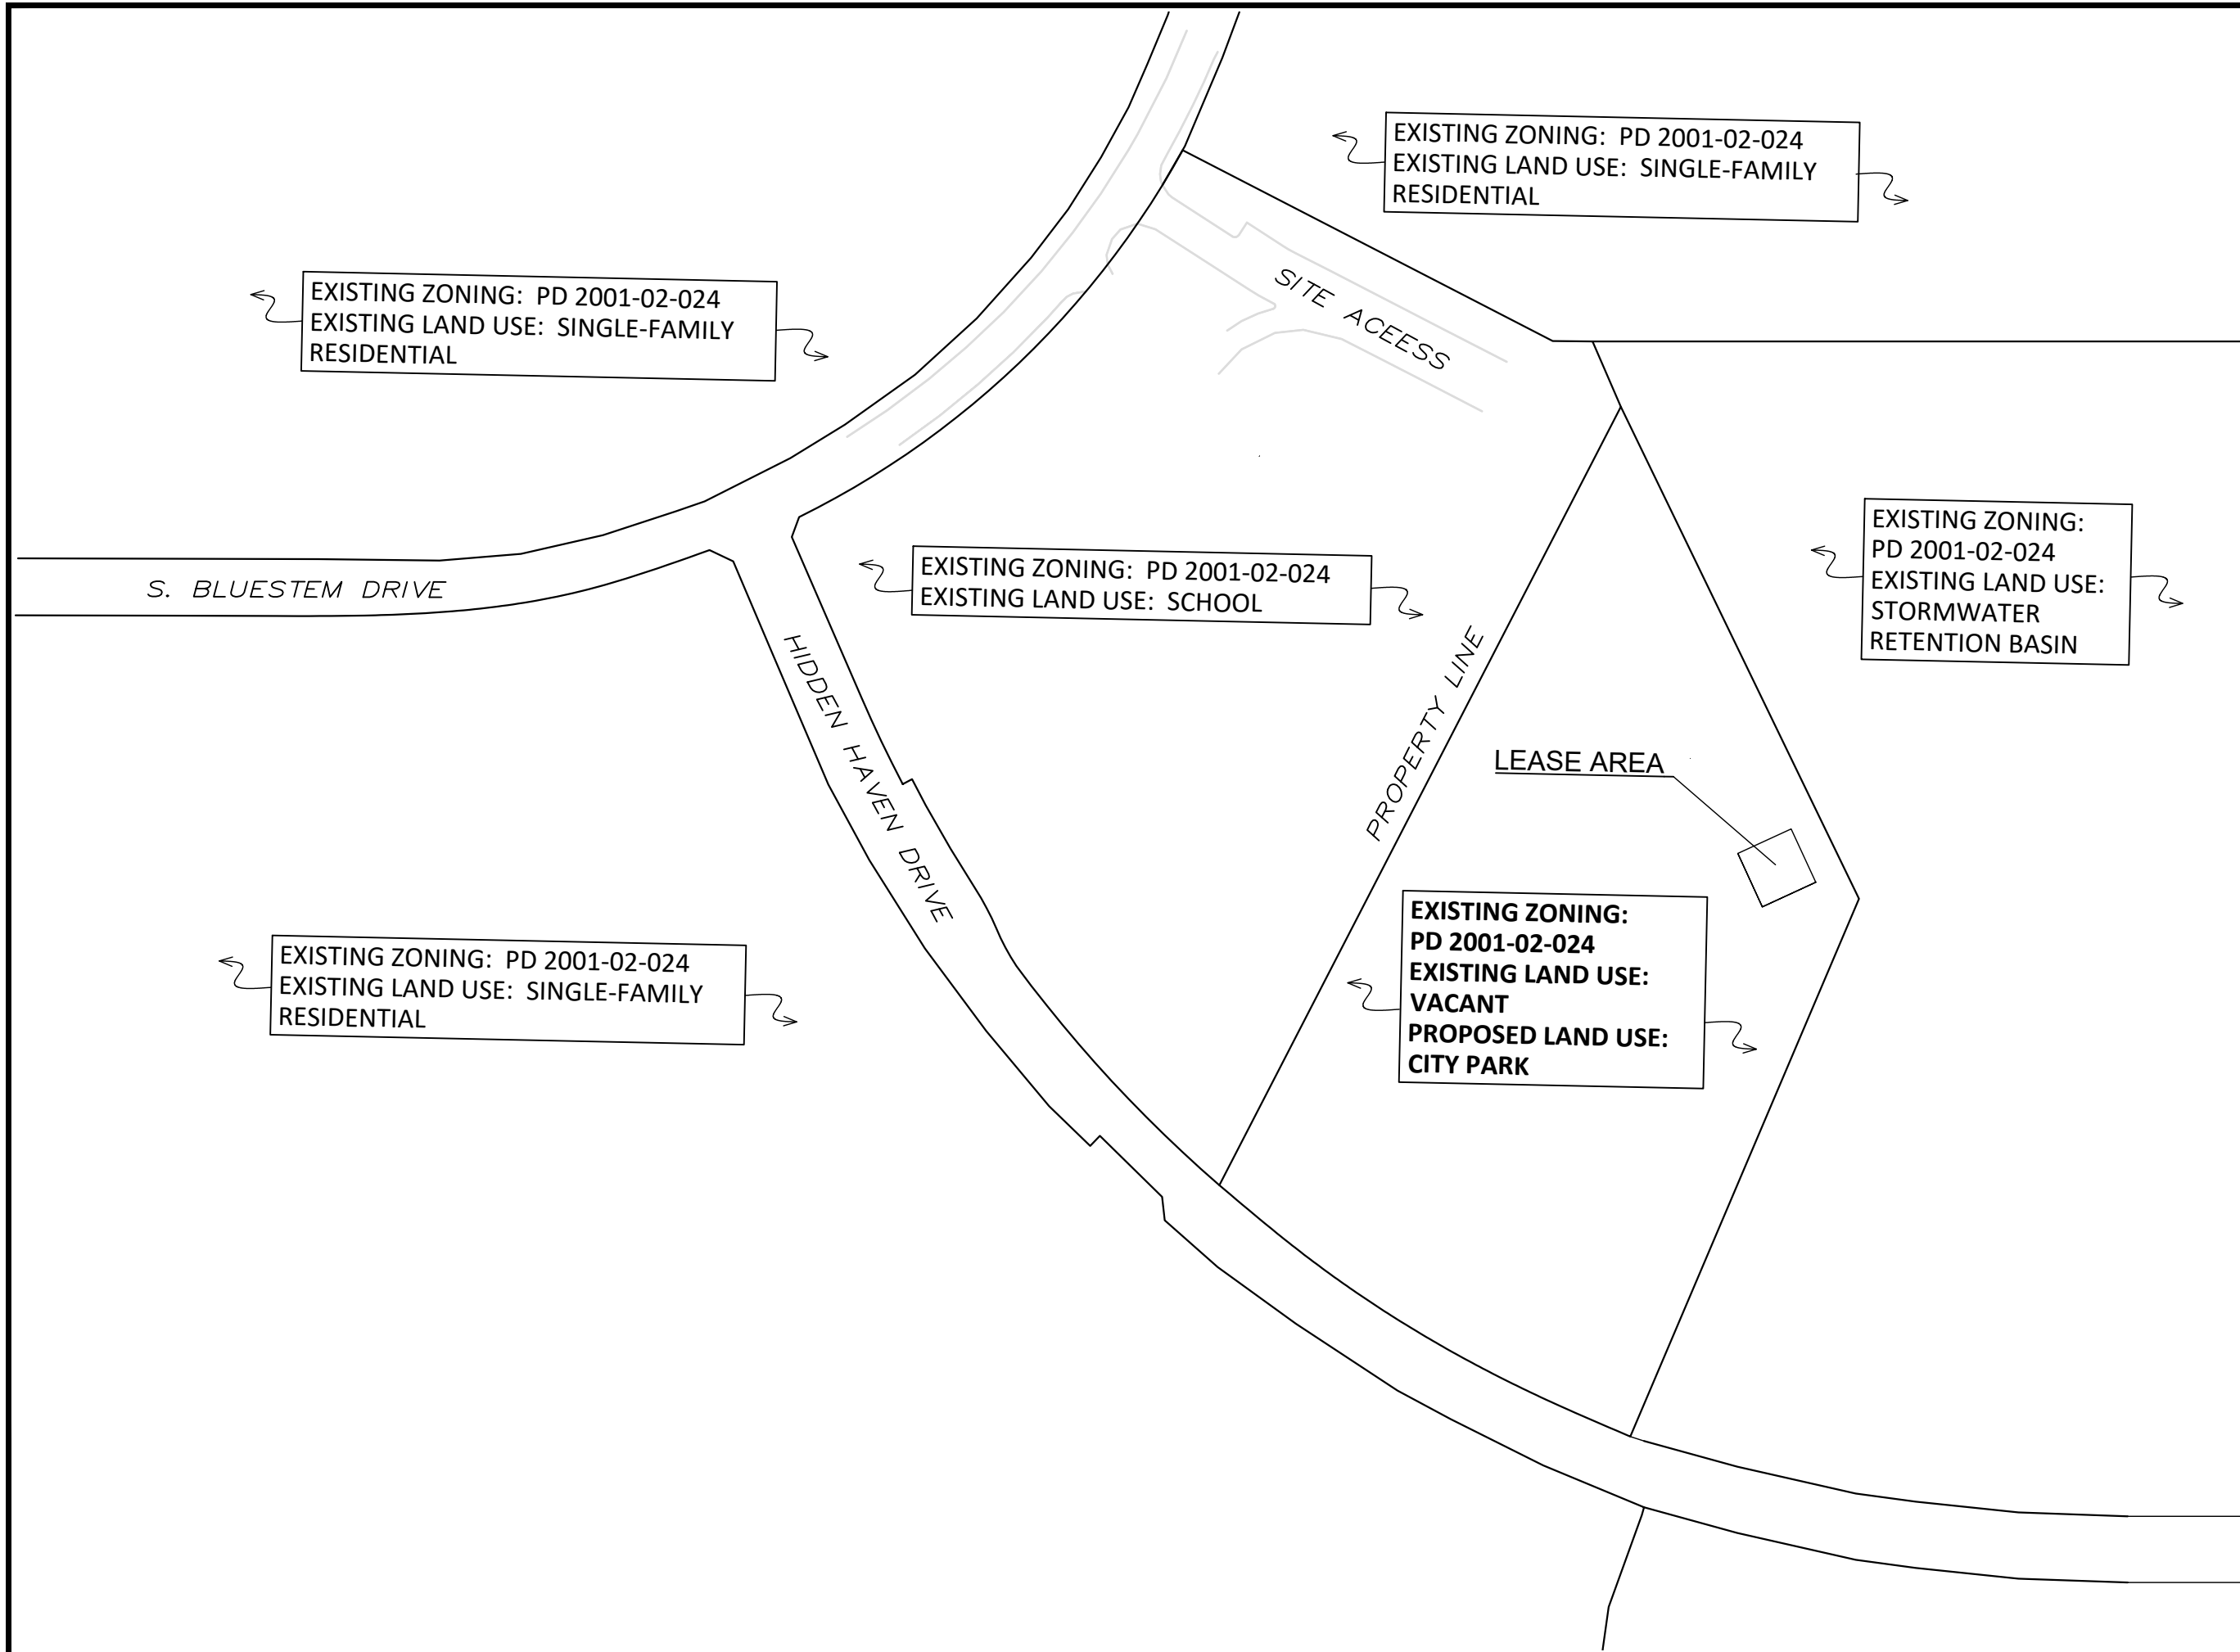 EXISTING ZONING: PD 2001-02-024
EXISTING LAND USE: SINGLE-FAMILY
RESIDENTIAL
EXISTING ZONING: PD 2001-02-024
EXISTING LAND USE: SINGLE-FAMILY
RESIDENTIAL
SITE ACEESS
EXISTING ZONING:
PD 2001-02-024
EXISTING LAND USE:
STORMWATER
RETENTION BASIN
S. BLUESTEM DRIVE
EXISTING ZONING: PD 2001-02-024
EXISTING LAND USE: SCHOOL
HIDDEN HAVEN DRIVE
PROPERTY LINE
LEASE AREA
EXISTING ZONING:
PD 2001-02-024
EXISTING LAND USE:
VACANT
PROPOSED LAND USE:
CITY PARK
EXISTING ZONING: PD 2001-02-024
EXISTING LAND USE: SINGLE-FAMILY
RESIDENTIAL